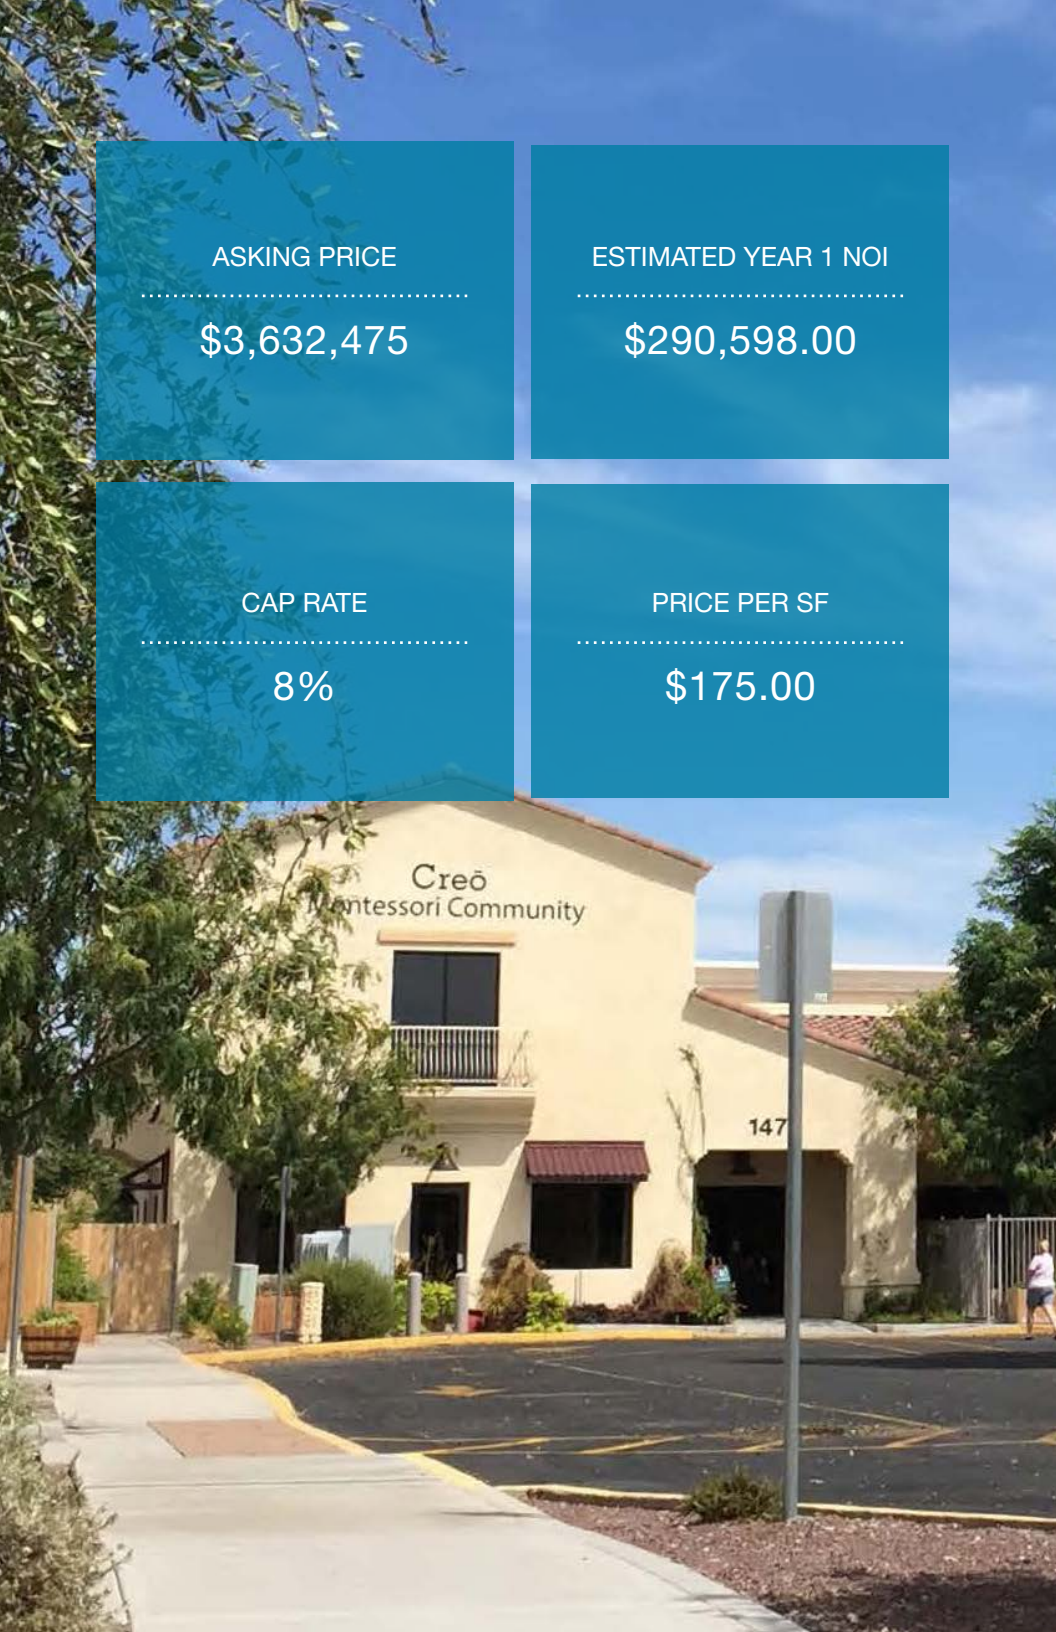 ASKING PRICE
$3,632,475
ESTIMATED YEAR 1 NOI
$290,598.00
CAP RATE
8%
PRICE PER SF
$175.00
Creō
Montessori Community
147